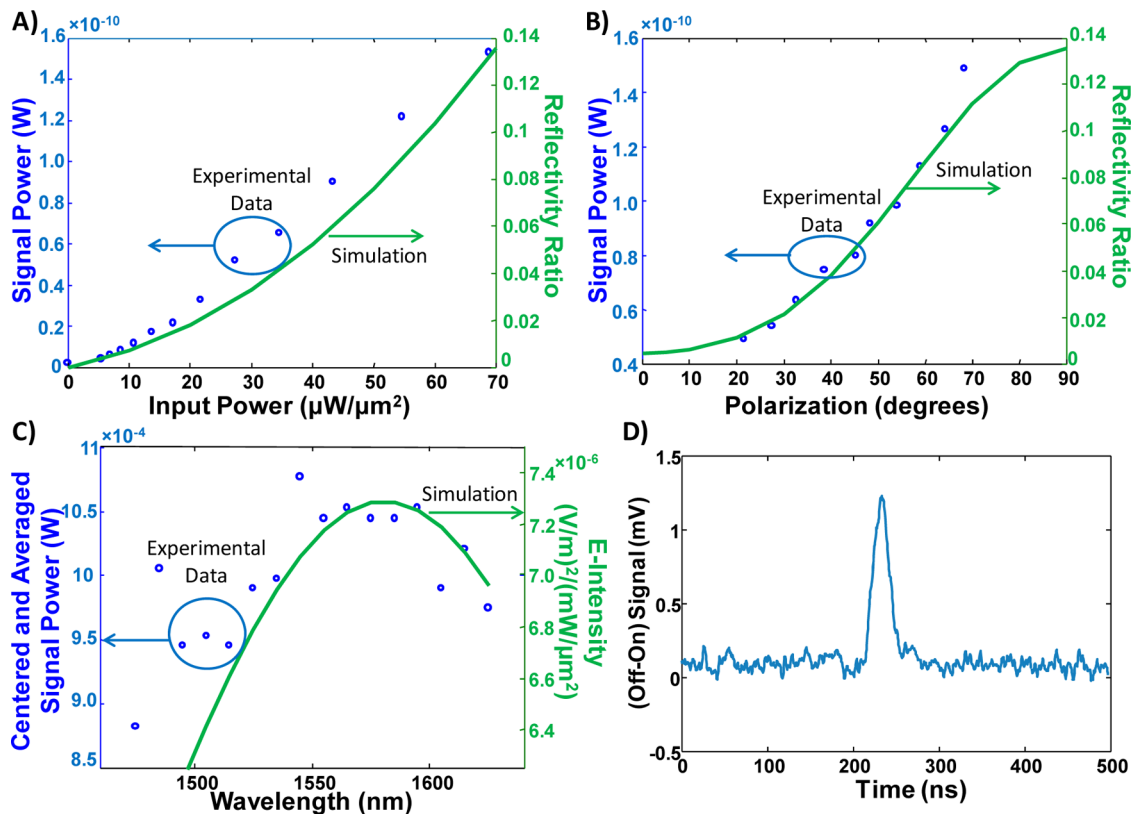 A)
×10⁻¹⁰
1.6
1.4
1.2
1
0.8
0.6
0.4
0.2
0
Signal Power (W)
Experimental
Data
Simulation
0.14
0.12
0.1
0.08
0.06
0.04
0.02
0
Reflectivity Ratio
0 10 20 30 40 50 60 70
Input Power (µW/µm²)
B)
×10⁻¹⁰
1.6
1.4
1.2
1.0
0.8
0.6
0.4
Signal Power (W)
Experimental
Data
Simulation
0.14
0.12
0.1
0.08
0.06
0.04
0.02
0
Reflectivity Ratio
0 10 20 30 40 50 60 70 80 90
Polarization (degrees)
C)
×10⁻⁴
11
10.5
10
9.5
9.0
8.5
Centered and Averaged
Signal Power (W)
Experimental
Data
Simulation
×10⁻⁶
7.4
7.2
7.0
6.8
6.6
6.4
E-Intensity
(V/m)²/(mW/µm²)
1500 1550 1600
Wavelength (nm)
D)
1.5
1
0.5
0
-0.5
(Off-On) Signal (mV)
0 100 200 300 400 500
Time (ns)